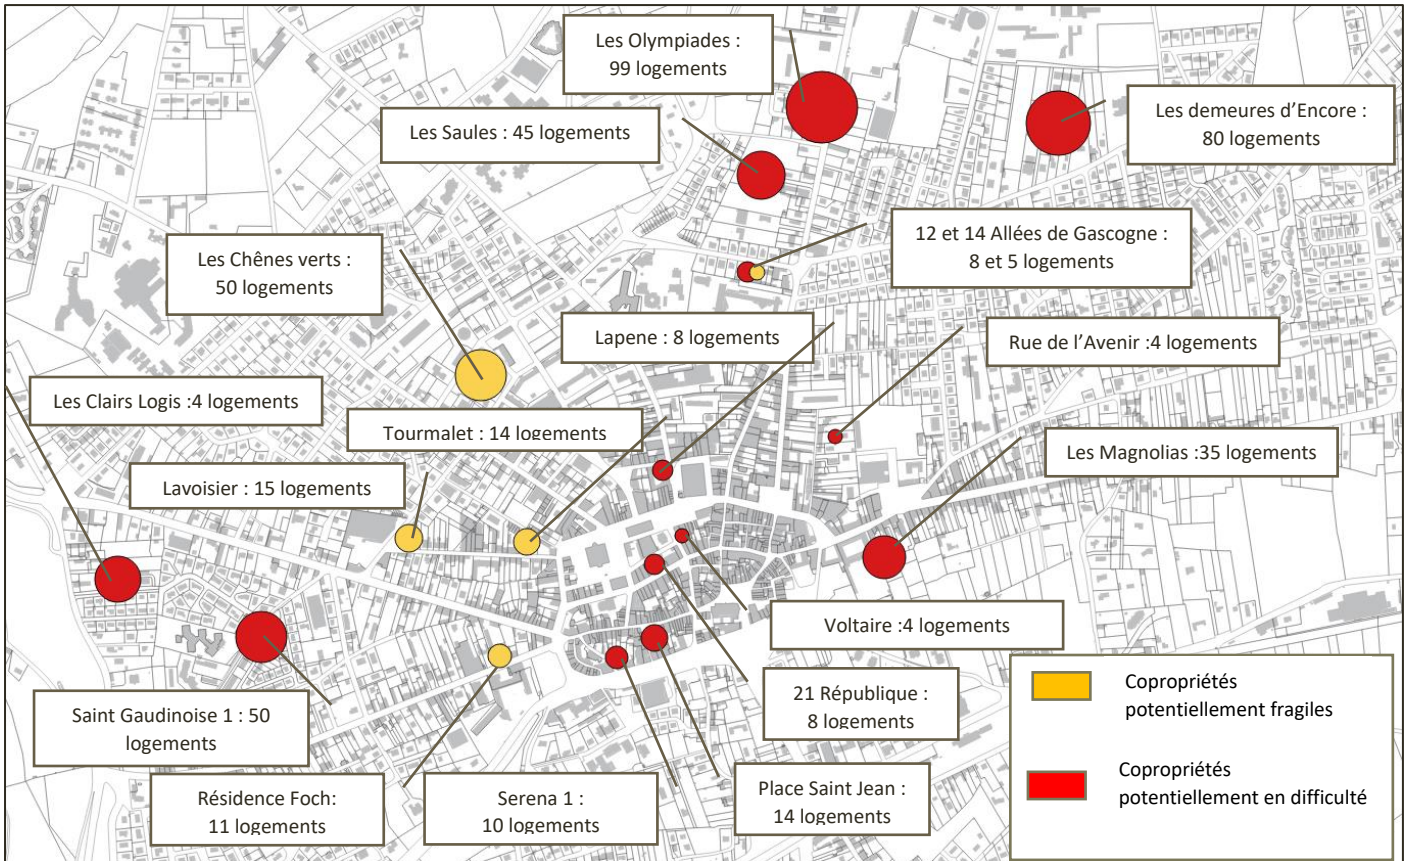 Les Olympiades :
99 logements
Les demeures d’Encore :
80 logements
Les Saules : 45 logements
12 et 14 Allées de Gascogne :
8 et 5 logements
Les Chênes verts :
50 logements
Lapene : 8 logements
Rue de l’Avenir :4 logements
Les Clairs Logis :4 logements
Tourmalet : 14 logements
Les Magnolias :35 logements
Lavoisier : 15 logements
Voltaire :4 logements
Saint Gaudinoise 1 : 50
logements
21 République :
8 logements
Résidence Foch:
11 logements
Serena 1 :
10 logements
Place Saint Jean :
14 logements
Copropriétés
potentiellement fragiles
Copropriétés
potentiellement en difficulté